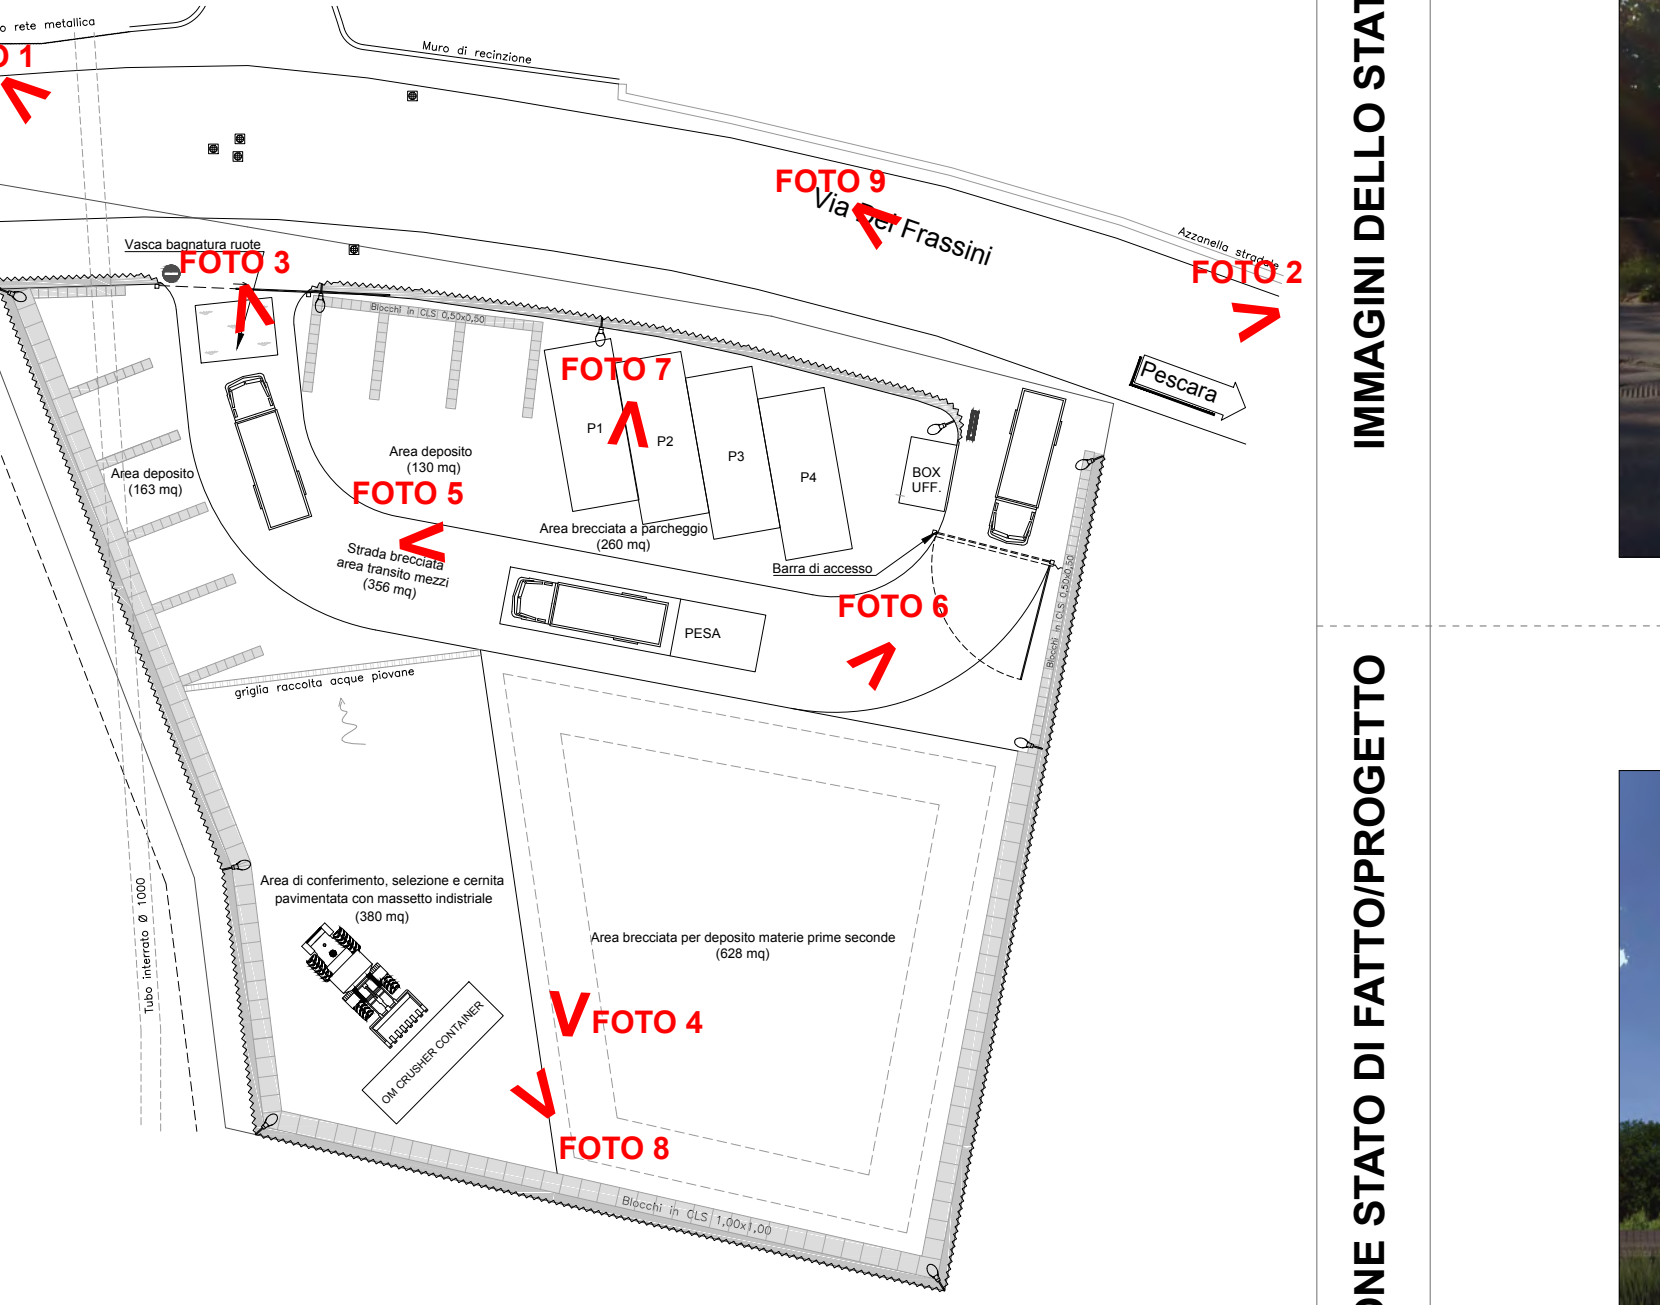 o rete metallica
O 1
Muro di recinzione
FOTO 9
Via Dei Frassini
Azzanella stradale
FOTO 2
Vasca bagnatura ruote
FOTO 3
Blocchi in CLS 0,50x0,50
Pescara
FOTO 7
P1
P2
P3
P4
BOX
UFF.
Area deposito
(130 mq)
Area deposito
(163 mq)
FOTO 5
Area brecciata a parcheggio
(260 mq)
Strada brecciata
area transito mezzi
(356 mq)
Barra di accesso
FOTO 6
PESA
Blocchi in CLS 0,50x0,50
griglia raccolta acque piovane
Area di conferimento, selezione e cernita
pavimentata con massetto indistriale
(380 mq)
Tubo interrato Ø 1000
Area brecciata per deposito materie prime seconde
(628 mq)
OM CRUSHER CONTAINER
FOTO 4
FOTO 8
Blocchi in CLS 1,00x1,00
IMMAGINI DELLO STAT
ONE STATO DI FATTO/PROGETTO